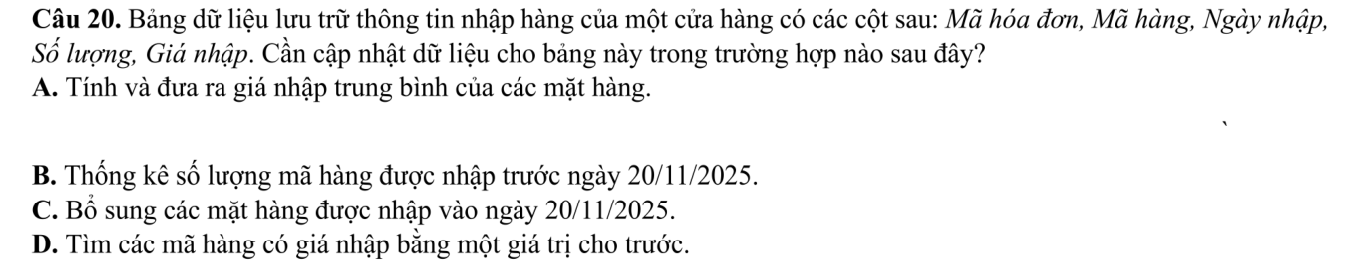 Câu 20. Bảng dữ liệu lưu trữ thông tin nhập hàng của một cửa hàng có các cột sau: Mã hóa đơn, Mã hàng, Ngày nhập,
Số lượng, Giá nhập. Cần cập nhật dữ liệu cho bảng này trong trường hợp nào sau đây?
A. Tính và đưa ra giá nhập trung bình của các mặt hàng.
B. Thống kê số lượng mã hàng được nhập trước ngày 20/11/2025.
C. Bổ sung các mặt hàng được nhập vào ngày 20/11/2025.
D. Tìm các mã hàng có giá nhập bằng một giá trị cho trước.